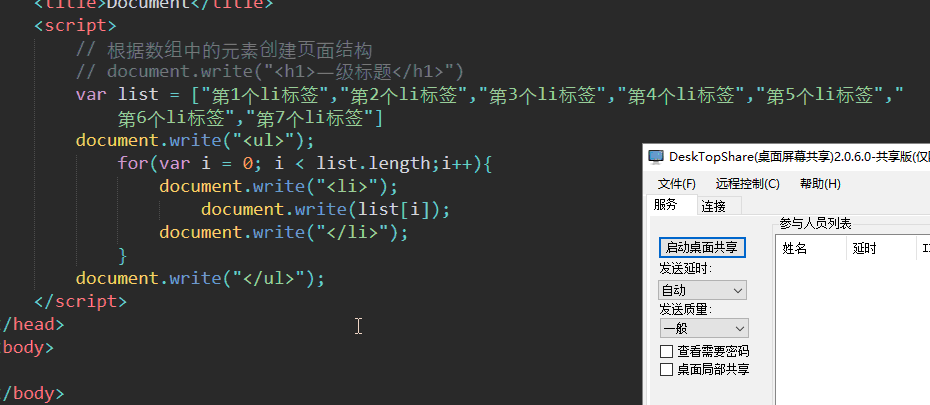 <title>Document</title>
<script>
// 根据数组中的元素创建页面结构
// document.write("<h1>一级标题</h1>")
var list = ["第1个li标签","第2个li标签","第3个li标签","第4个li标签","第5个li标签","
第6个li标签","第7个li标签"]
document.write("<ul>");
for(var i = 0; i < list.length;i++){
document.write("<li>");
document.write(list[i]);
document.write("</li>");
}
document.write("</ul>");
</script>
</head>
<body>
</body>
DeskTopShare(桌面屏幕共享)2.0.6.0-共享版(仅
文件(F) 远程控制(C) 帮助(H)
服务 连接
启动桌面共享
发送延时:
自动
发送质量:
一般
查看需要密码
桌面局部共享
参与人员列表
姓名 延时